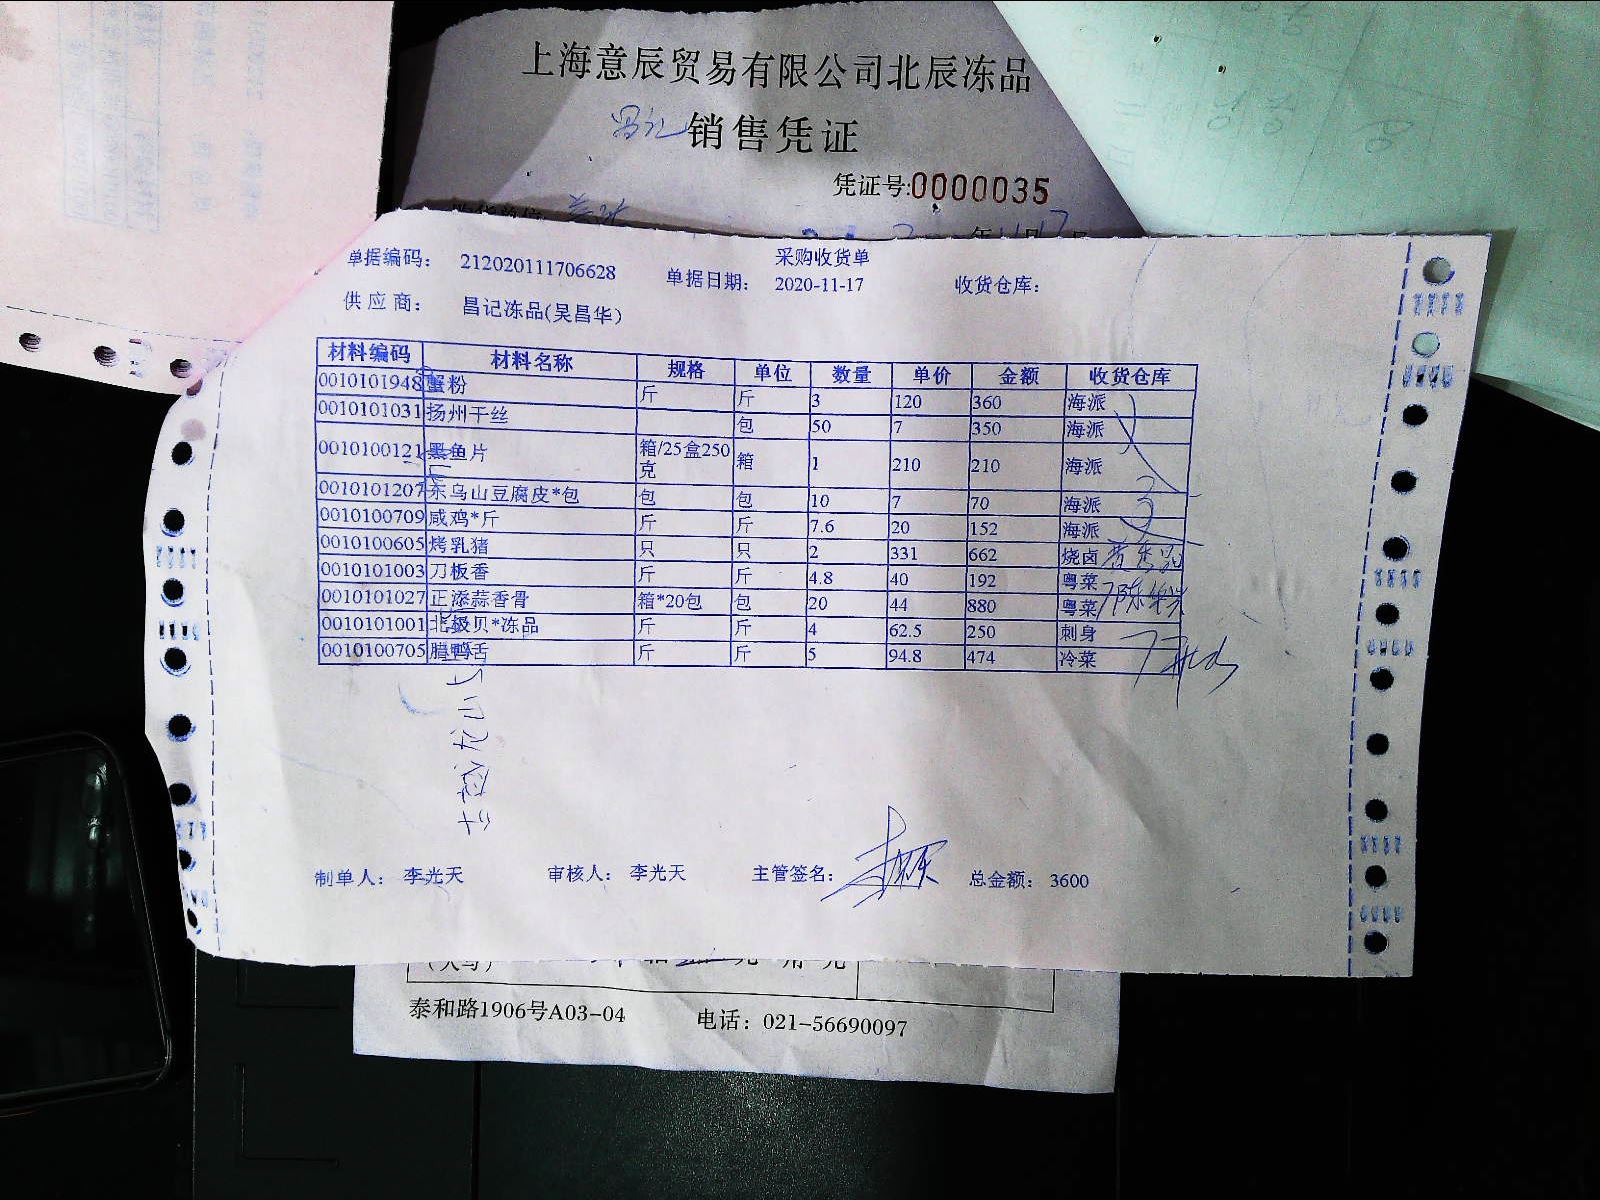 上海意辰贸易有限公司北辰冻品
昌记 销售凭证
凭证号:0000035
采购收货单
单据编码: 212020111706628 单据日期: 2020-11-17 收货仓库:
供应商: 昌记冻品(吴昌华)
材料编码 材料名称 规格 单位 数量 单价 金额 收货仓库
0010101948 蟹粉 斤 斤 3 120 360 海派
0010101031 扬州干丝 包 50 7 350 海派
0010100121 墨鱼片 箱/25盒250克 箱 1 210 210 海派
0010101207 东乌山豆腐皮*包 包 包 10 7 70 海派
0010100709 咸鸡*斤 斤 斤 7.6 20 152 海派
0010100605 烤乳猪 只 只 2 331 662 烧卤
0010101003 刀板香 斤 斤 4.8 40 192 粤菜
0010101027 正添蒜香骨 箱*20包 包 20 44 880 粤菜
0010101001 北级贝*冻品 斤 斤 4 62.5 250 刺身
0010100705 腊鸭舌 斤 斤 5 94.8 474 冷菜
制单人: 李光天 审核人: 李光天 主管签名: 总金额: 3600
泰和路1906号A03-04 电话: 021-56690097